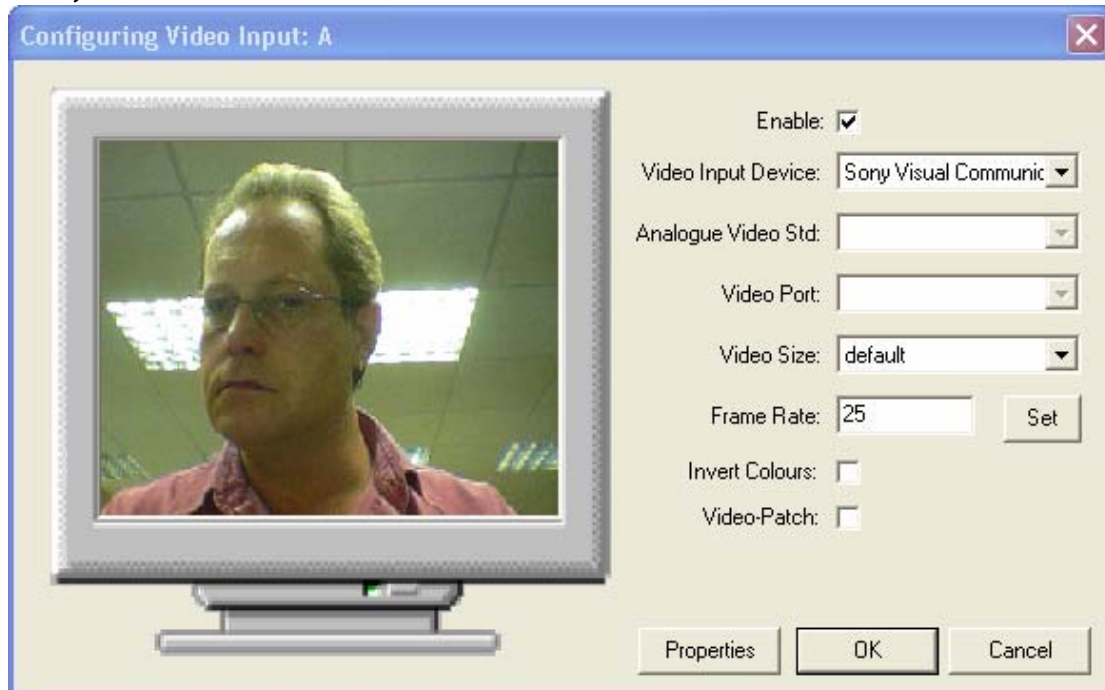 Configuring Video Input: A
Enable:
Video Input Device: Sony Visual Communic
Analogue Video Std:
Video Port:
Video Size: default
Frame Rate: 25 Set
Invert Colours:
Video-Patch:
Properties OK Cancel